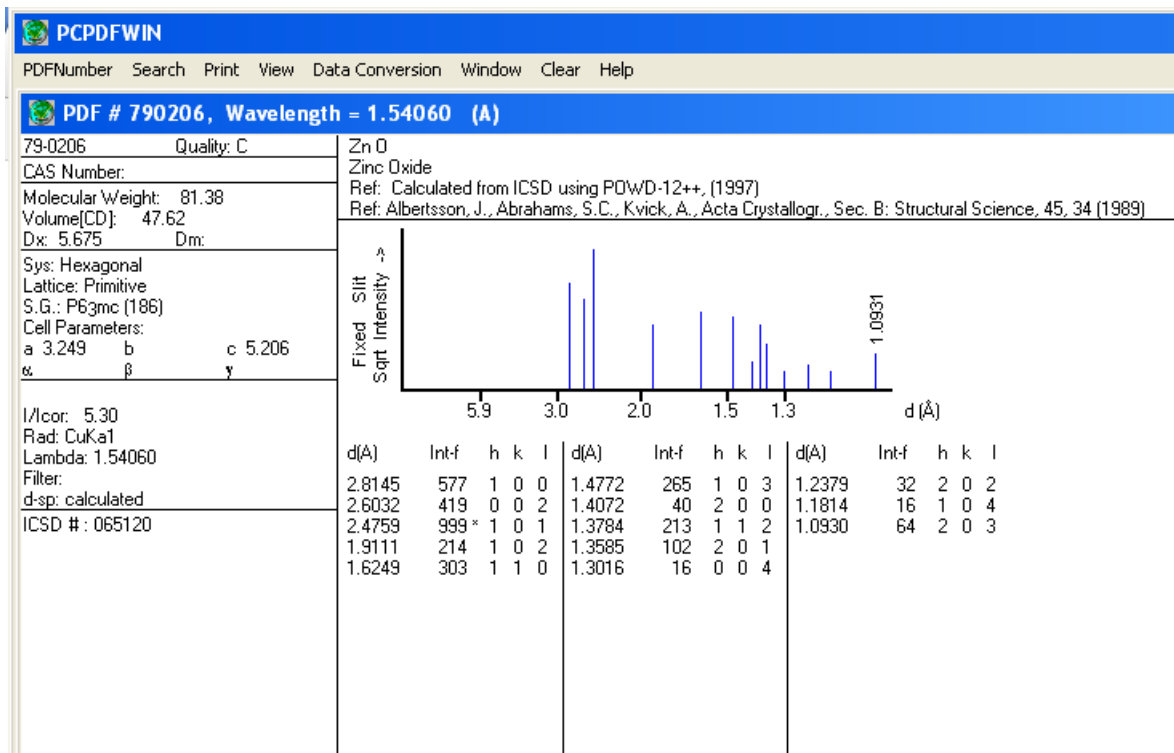 PCPDFWIN
PDFNumber Search Print View Data Conversion Window Clear Help
PDF # 790206, Wavelength = 1.54060 (A)
79-0206 Quality: C
CAS Number:
Molecular Weight: 81.38
Volume[CD]: 47.62
Dx: 5.675 Dm:
Sys: Hexagonal
Lattice: Primitive
S.G.: P63mc (186)
Cell Parameters:
a 3.249 b c 5.206
α β γ
I/Icor: 5.30
Rad: CuKa1
Lambda: 1.54060
Filter:
d-sp: calculated
ICSD # : 065120
Zn O
Zinc Oxide
Ref: Calculated from ICSD using POWD-12++, (1997)
Ref: Albertsson, J., Abrahams, S.C., Kvick, A., Acta Crystallogr., Sec. B: Structural Science, 45, 34 (1989)
Fixed Slit
Sqrt Intensity ->
1.0931
5.9 3.0 2.0 1.5 1.3 d (Å)
d(A) Int-f h k l
2.8145 577 1 0 0
2.6032 419 0 0 2
2.4759 999 * 1 0 1
1.9111 214 1 0 2
1.6249 303 1 1 0
d(A) Int-f h k l
1.4772 265 1 0 3
1.4072 40 2 0 0
1.3784 213 1 1 2
1.3585 102 2 0 1
1.3016 16 0 0 4
d(A) Int-f h k l
1.2379 32 2 0 2
1.1814 16 1 0 4
1.0930 64 2 0 3